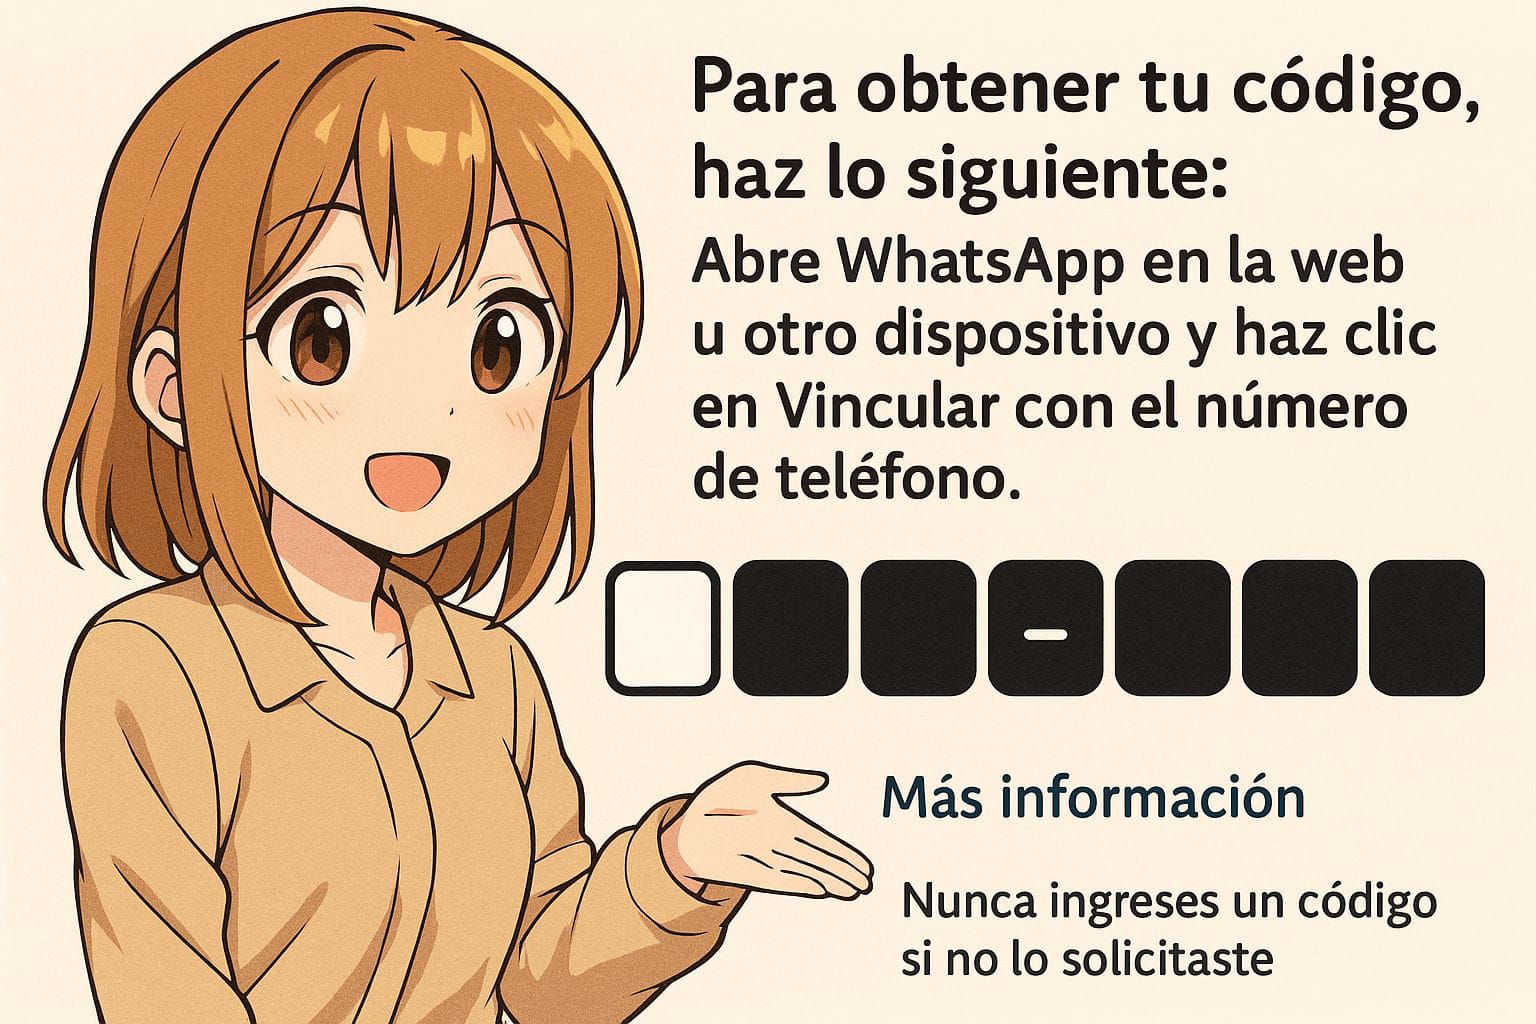 Para obtener tu código,
haz lo siguiente:
Abre WhatsApp en la web
u otro dispositivo y haz clic
en Vincular con el número
de teléfono.
–
Más información
Nunca ingreses un código
si no lo solicitaste